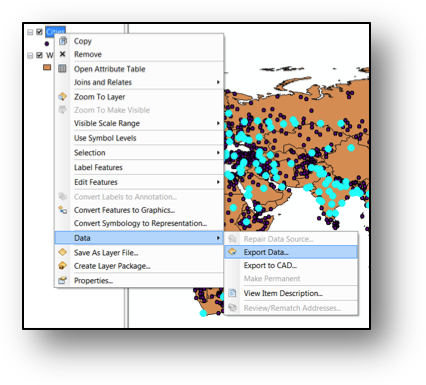 Cities
W
Copy
Remove
Open Attribute Table
Joins and Relates
Zoom To Layer
Zoom To Make Visible
Visible Scale Range
Use Symbol Levels
Selection
Label Features
Edit Features
Convert Labels to Annotation...
Convert Features to Graphics...
Convert Symbology to Representation...
Data
Save As Layer File...
Create Layer Package...
Properties...
Repair Data Source...
Export Data...
Export to CAD...
Make Permanent
View Item Description...
Review/Rematch Addresses...